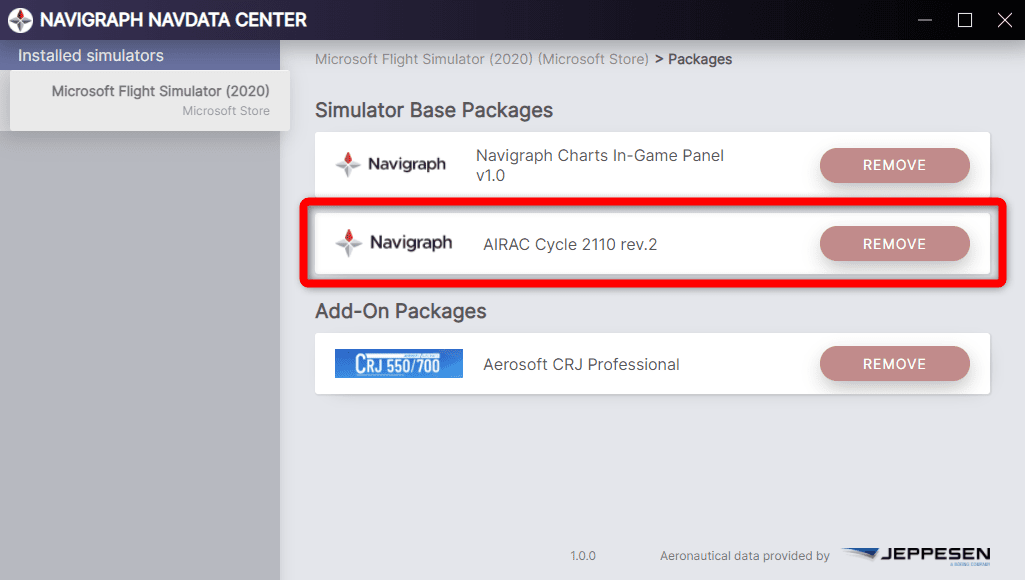 NAVIGRAPH NAVDATA CENTER
Installed simulators
Microsoft Flight Simulator (2020)
Microsoft Store
Microsoft Flight Simulator (2020) (Microsoft Store) > Packages
Simulator Base Packages
Navigraph
Navigraph Charts In-Game Panel
v1.0
REMOVE
Navigraph
AIRAC Cycle 2110 rev.2
REMOVE
Add-On Packages
CRJ 550/700
Aerosoft CRJ Professional
REMOVE
1.0.0
Aeronautical data provided by
JEPPESEN
A BOEING COMPANY